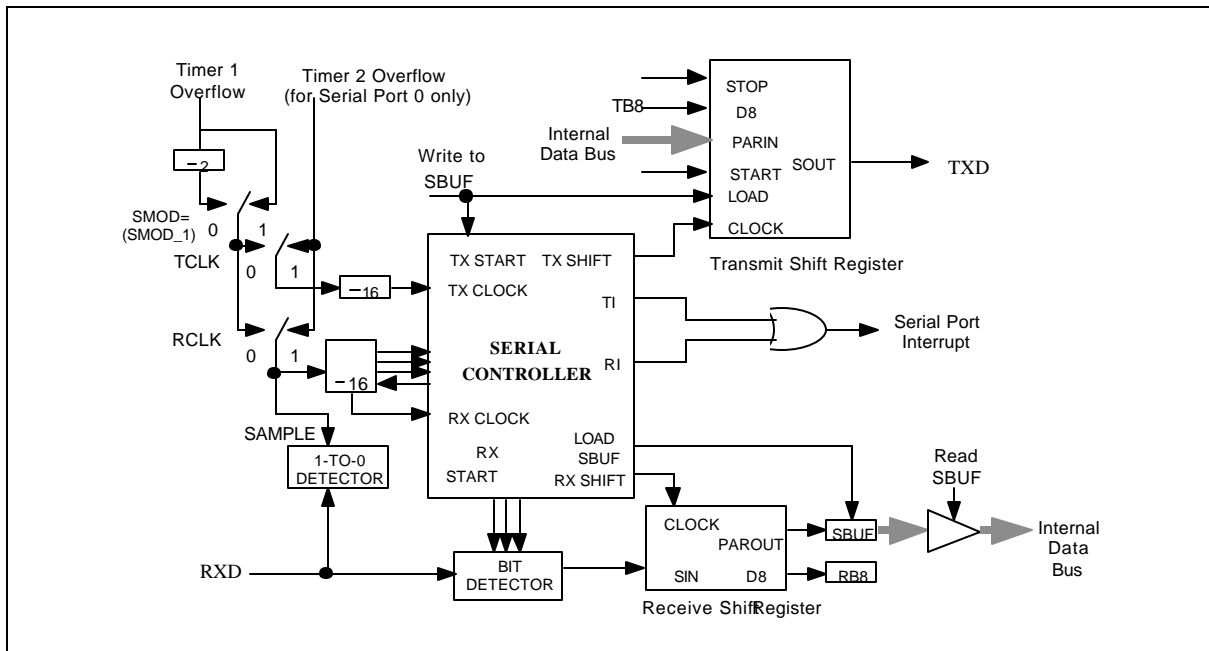 Timer 1
Overflow
Timer 2 Overflow
(for Serial Port 0 only)
STOP
TB8
D8
Internal
Data Bus
PARIN
SOUT
TXD
START
LOAD
CLOCK
Transmit Shift Register
Write to
SBUF
2
SMOD=
(SMOD_1)
0
1
TCLK
0
1
16
TX START
TX SHIFT
TX CLOCK
TI
RCLK
0
1
16
SERIAL
CONTROLLER
RI
Serial Port
Interrupt
RX CLOCK
SAMPLE
1-TO-0
DETECTOR
RX
START
LOAD
SBUF
RX SHIFT
Read
SBUF
CLOCK
PAROUT
SIN
D8
SBUF
RB8
Internal
Data
Bus
RXD
BIT
DETECTOR
Receive ShiftRegister